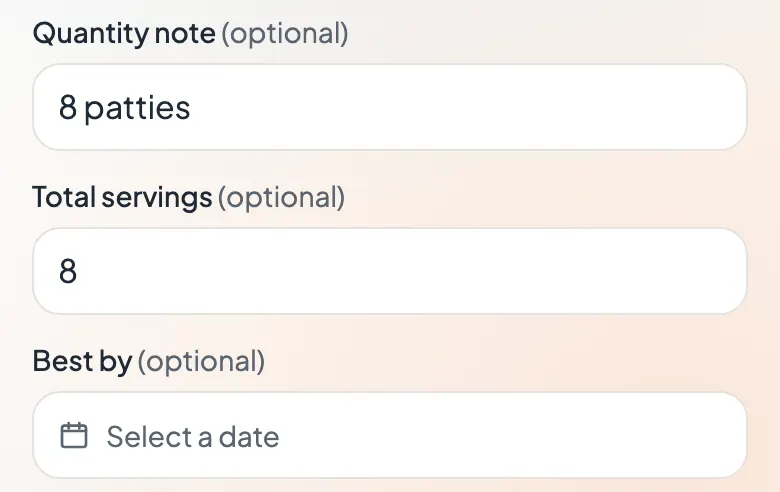 Quantity note (optional)
8 patties
Total servings (optional)
8
Best by (optional)
Select a date